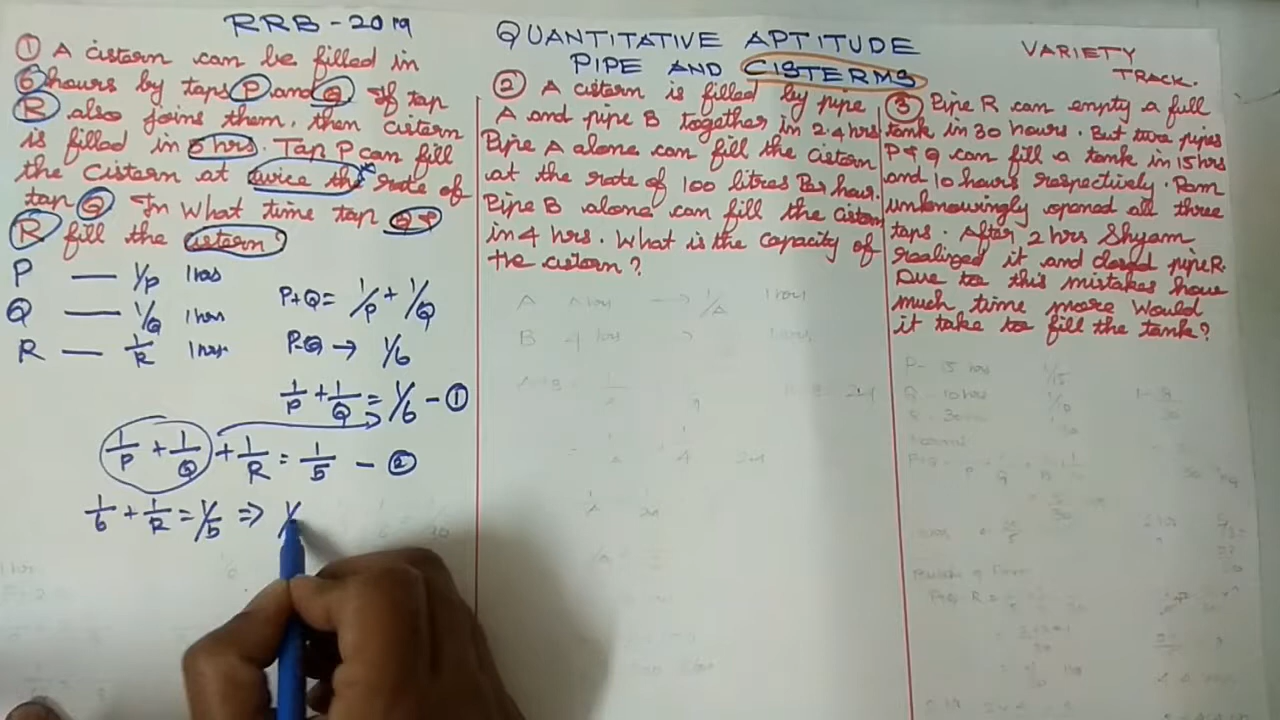 RRB - 2019
QUANTITATIVE APTITUDE
PIPE AND CISTERMS
VARIETY
TRACK.
① A cistern can be filled in
6 hours by taps P and Q If tap
R also joins them, then cistern
is filled in 5 hrs. Tap P can fill
the cistern at twice the rate of
tap Q In what time tap Q &
R fill the cistern?
P — 1/P 1 hrs
Q — 1/Q 1 hrs
R — 1/R 1 hrs
P+Q = 1/P + 1/Q
P+Q → 1/6
1/P + 1/Q = 1/6 - ①
1/P + 1/Q + 1/R = 1/5 - ②
1/6 + 1/R = 1/5 ⇒
② A cistern is filled by pipe
A and pipe B together in 2.4 hrs
Pipe A alone can fill the cistern
at the rate of 100 litres Per hour.
Pipe B alone can fill the cistern
in 4 hrs. What is the capacity of
the cistern?
③ Pipe R can empty a full
tank in 30 hours. But two pipes
P & Q can fill a tank in 15 hrs
and 10 hours respectively. Ram
unknowingly opened all three
taps. After 2 hrs Shyam
realized it and closed pipe R.
Due to this mistakes how
much time more would
it take to fill the tank?